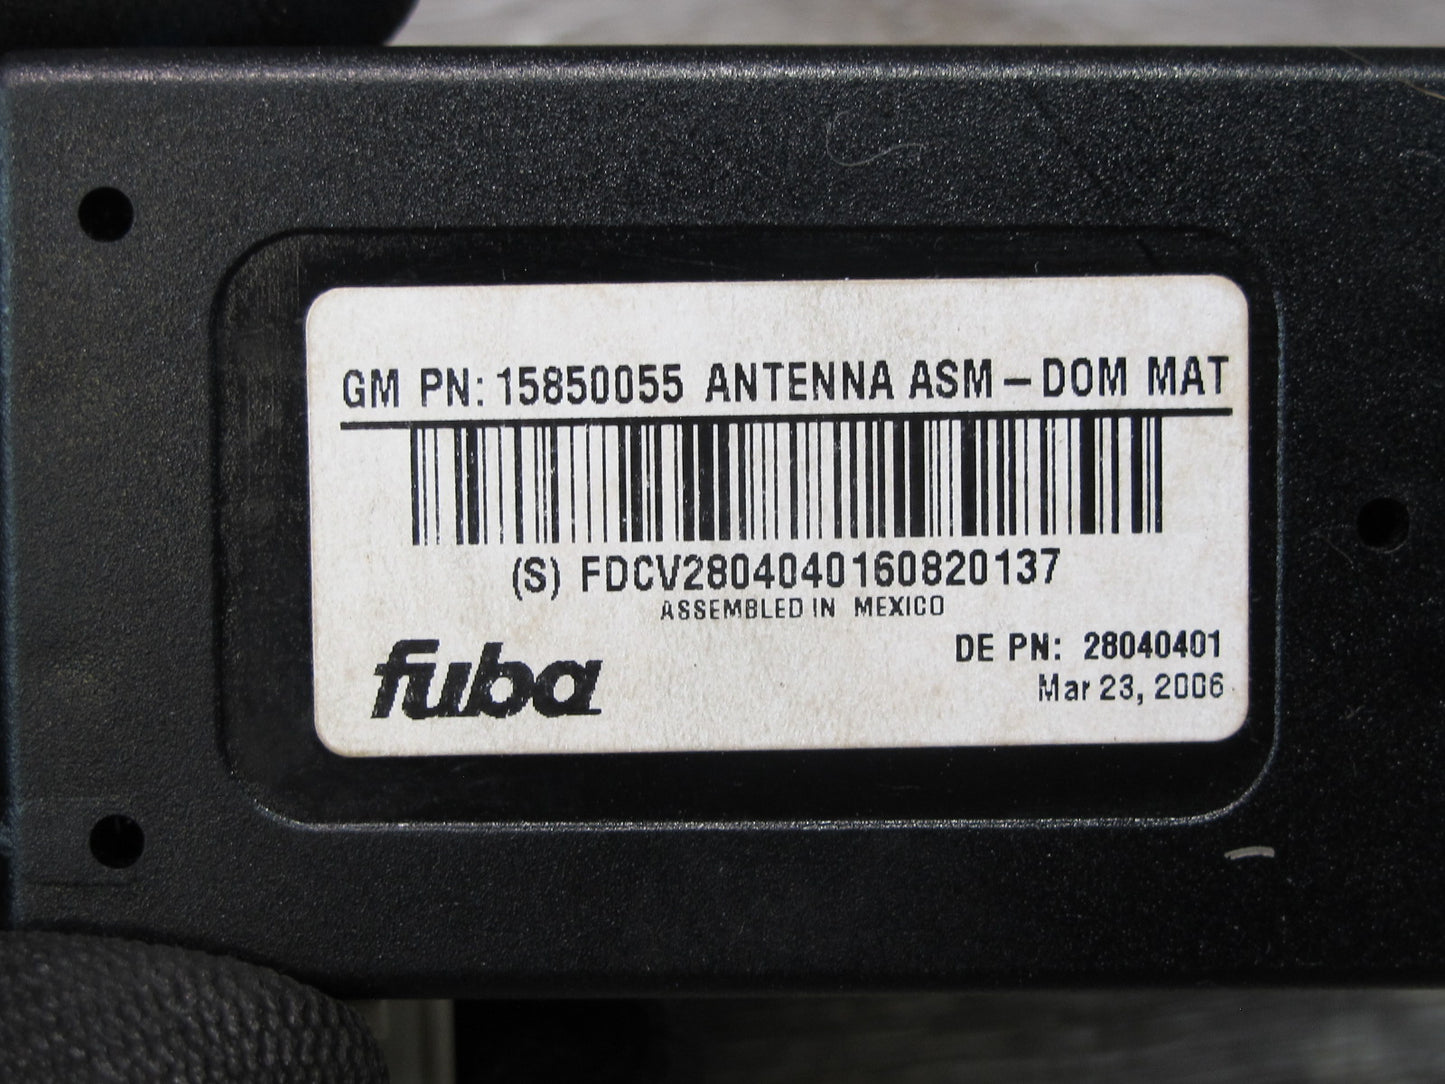 GM PN: 15850055 ANTENNA ASM – DOM MAT
(S) FDCV2804040160820137
ASSEMBLED IN MEXICO
fuba
DE PN: 28040401
Mar 23, 2006